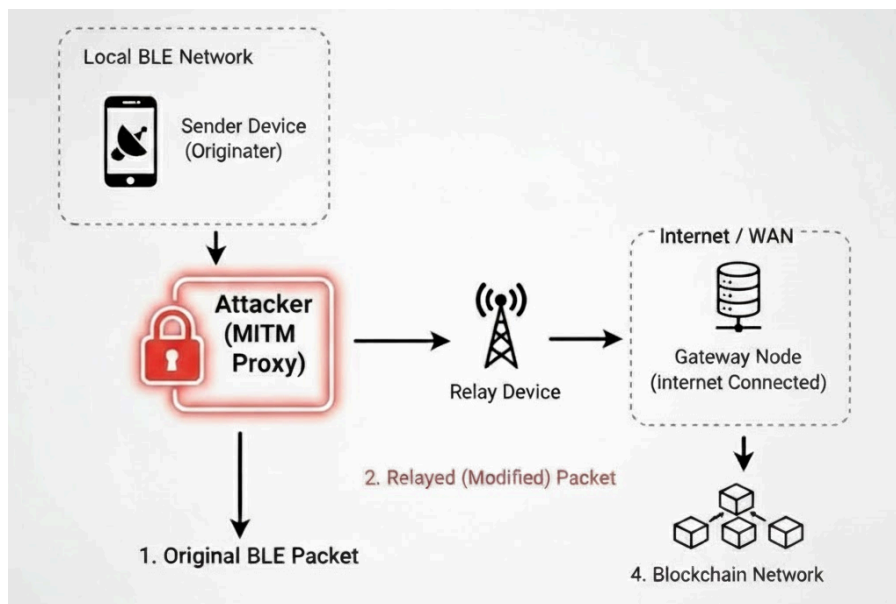 Local BLE Network
Sender Device
(Originater)
Attacker
(MITM
Proxy)
Relay Device
Internet / WAN
Gateway Node
(internet Connected)
2. Relayed (Modified) Packet
1. Original BLE Packet
4. Blockchain Network